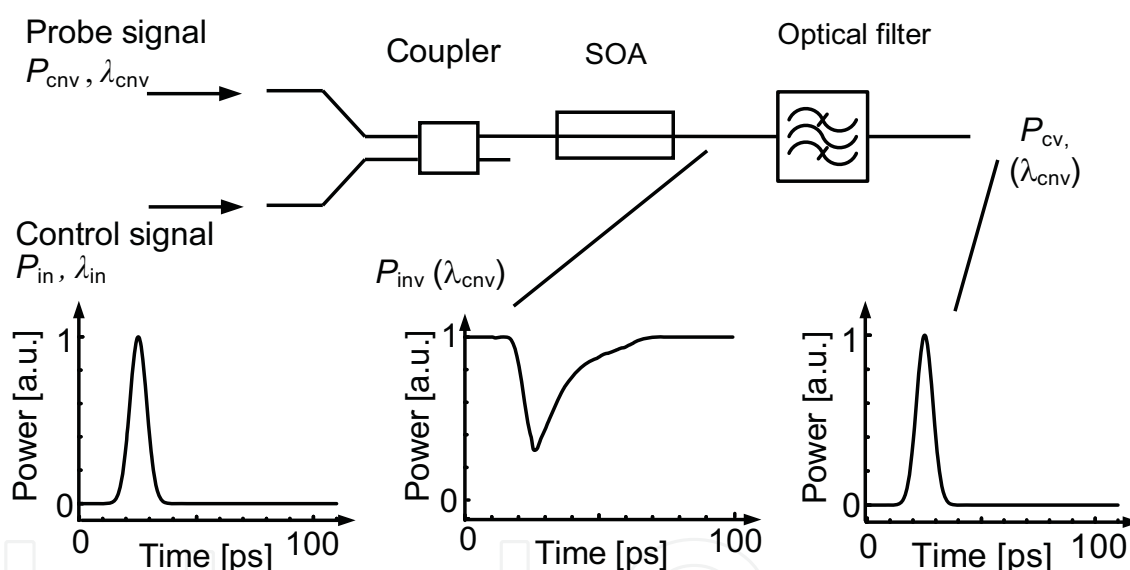 Probe signal
P_cnv , λ_cnv
Coupler
SOA
Optical filter
P_cv,
(λ_cnv)
Control signal
P_in , λ_in
P_inv (λ_cnv)
Power [a.u.]
1
0
0
100
Time [ps]
Power [a.u.]
1
0
0
100
Time [ps]
Power [a.u.]
1
0
0
100
Time [ps]